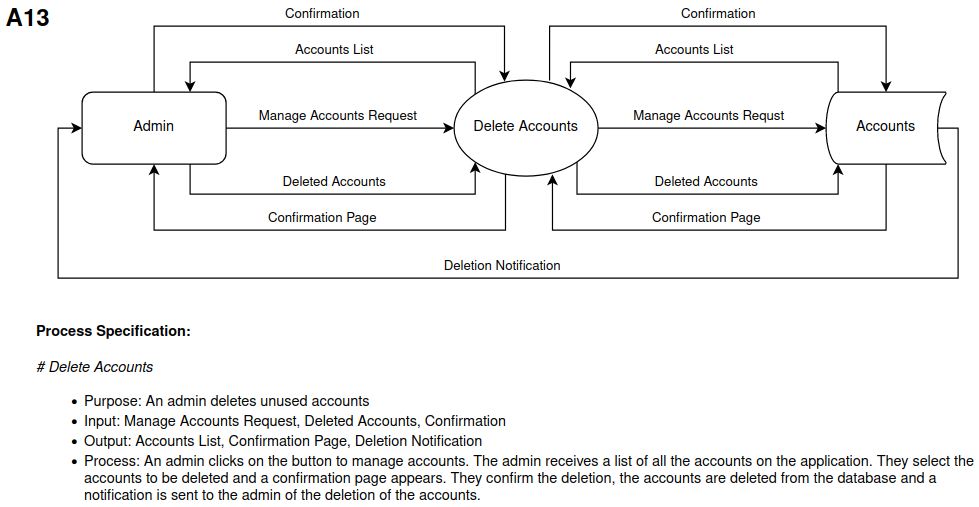 A13
Confirmation
Confirmation
Accounts List
Accounts List
Manage Accounts Request
Manage Accounts Requst
Admin
Delete Accounts
Accounts
Deleted Accounts
Deleted Accounts
Confirmation Page
Confirmation Page
Deletion Notification
Process Specification:
# Delete Accounts
• Purpose: An admin deletes unused accounts
• Input: Manage Accounts Request, Deleted Accounts, Confirmation
• Output: Accounts List, Confirmation Page, Deletion Notification
• Process: An admin clicks on the button to manage accounts. The admin receives a list of all the accounts on the application. They select the
accounts to be deleted and a confirmation page appears. They confirm the deletion, the accounts are deleted from the database and a
notification is sent to the admin of the deletion of the accounts.